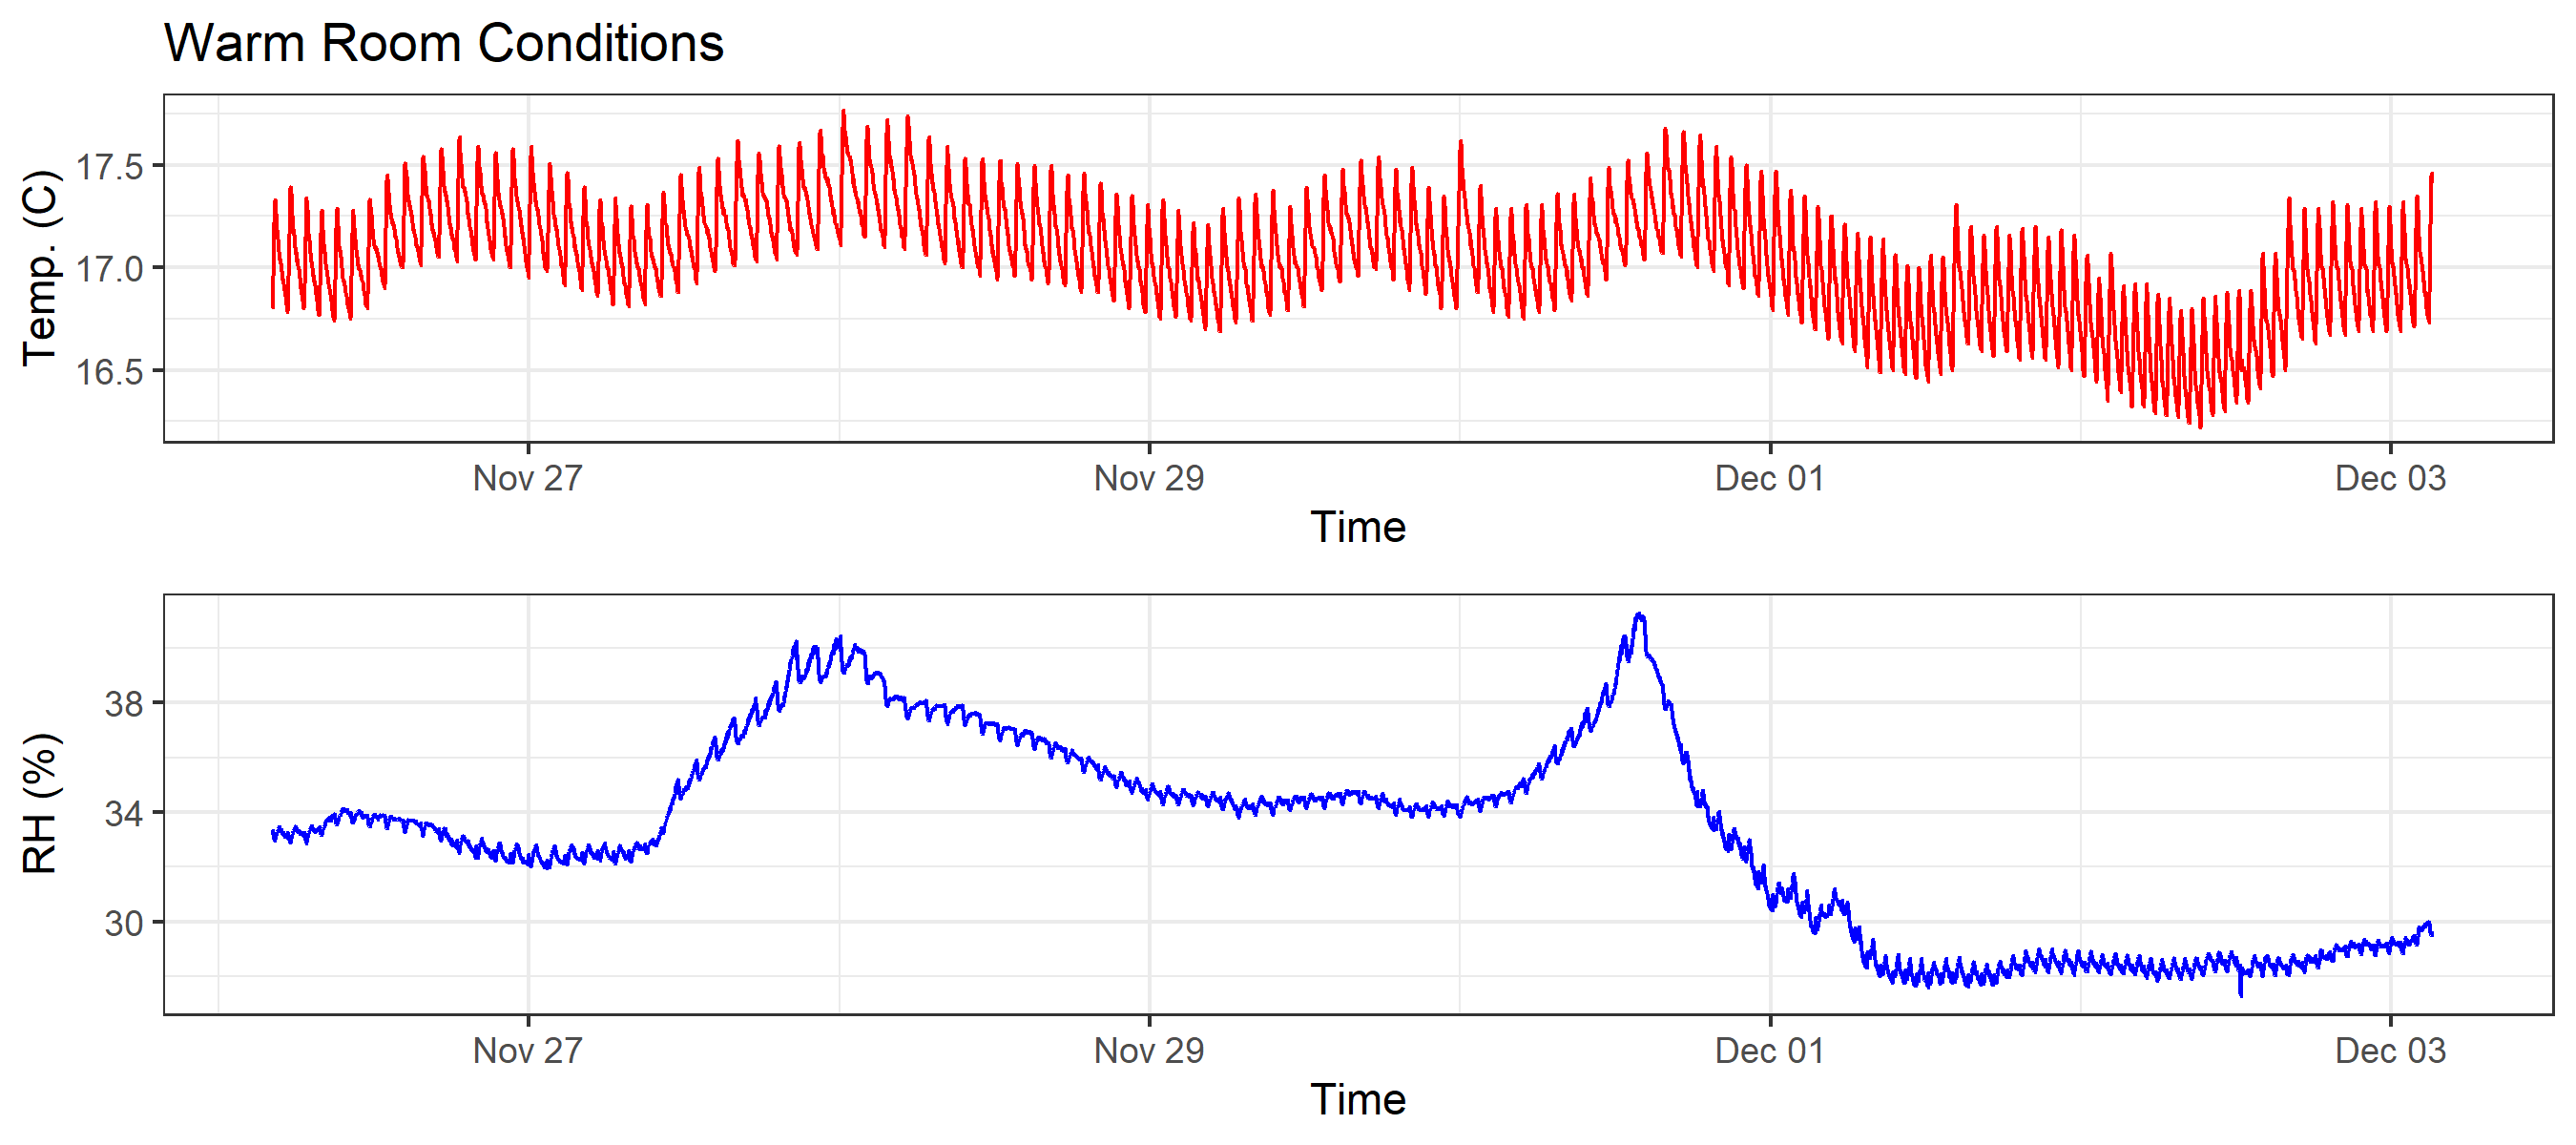 Warm Room Conditions
Temp. (C)
17.5
17.0
16.5
Nov 27 Nov 29 Dec 01 Dec 03
Time
RH (%)
38
34
30
Nov 27 Nov 29 Dec 01 Dec 03
Time